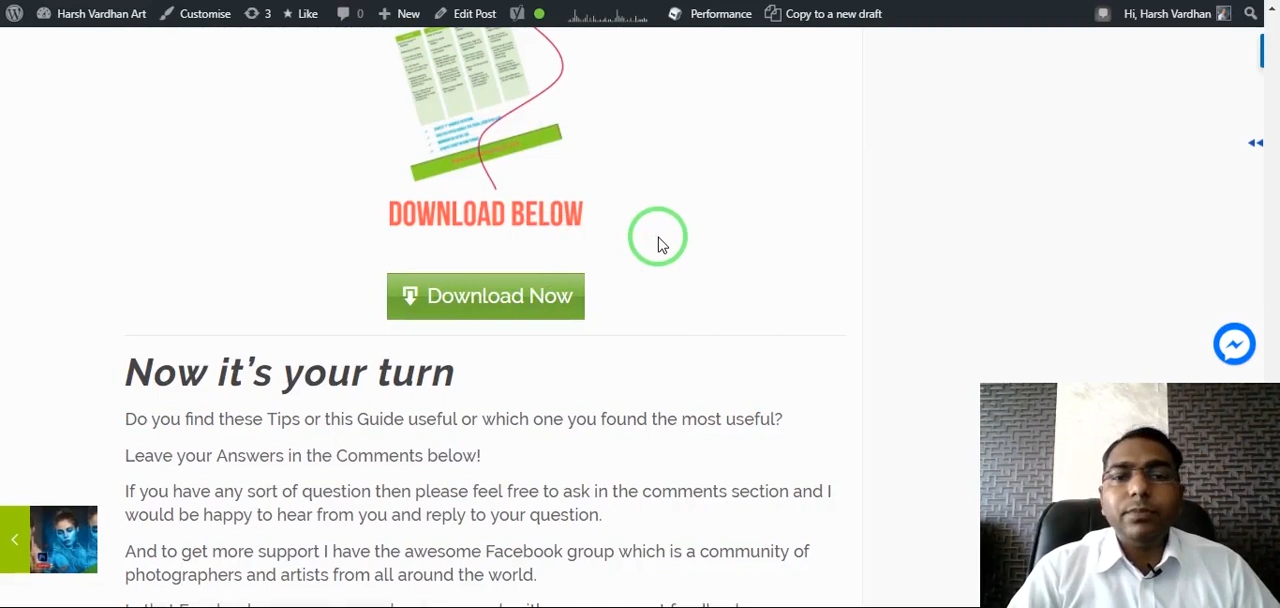 Harsh Vardhan Art Customise 3 Like 0 New Edit Post Performance Copy to a new draft Hi, Harsh Vardhan
DOWNLOAD BELOW
Download Now
Now it's your turn
Do you find these Tips or this Guide useful or which one you found the most useful?
Leave your Answers in the Comments below!
If you have any sort of question then please feel free to ask in the comments section and I
would be happy to hear from you and reply to your question.
And to get more support I have the awesome Facebook group which is a community of
photographers and artists from all around the world.